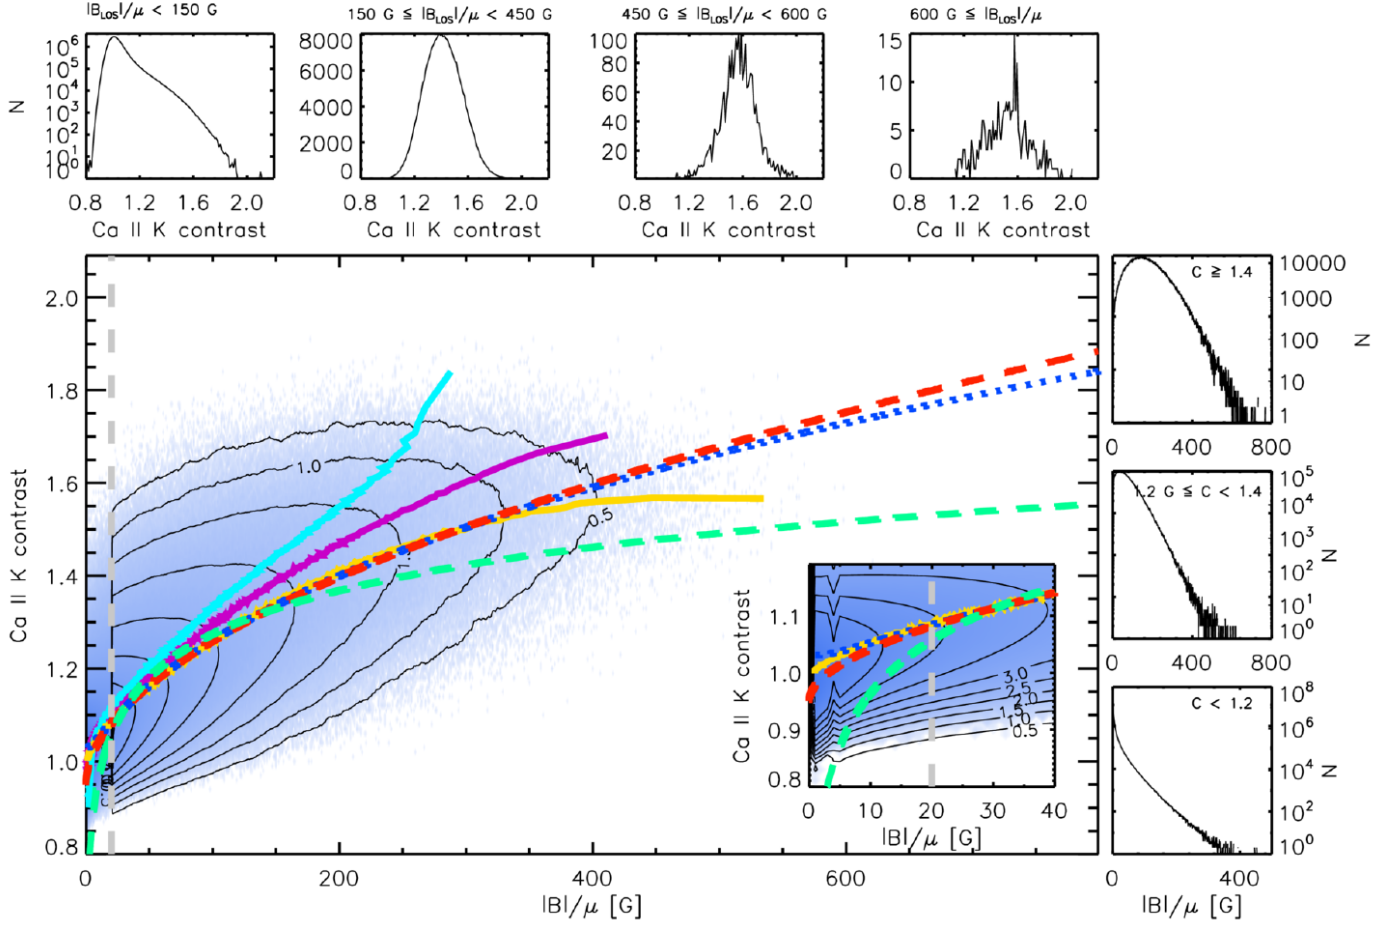 |B_LOS|/μ < 150 G
150 G ≦ |B_LOS|/μ < 450 G
450 G ≦ |B_LOS|/μ < 600 G
600 G ≦ |B_LOS|/μ
N
10^6
10^5
10^4
10^3
10^2
10^1
10^0
0.8 1.2 1.6 2.0
Ca II K contrast
8000
6000
4000
2000
0
0.8 1.2 1.6 2.0
Ca II K contrast
100
80
60
40
20
0.8 1.2 1.6 2.0
Ca II K contrast
15
10
5
0
0.8 1.2 1.6 2.0
Ca II K contrast
Ca II K contrast
2.0
1.8
1.6
1.4
1.2
1.0
0.8
0 200 400 600
|B|/μ [G]
1.0
0.5
Ca II K contrast
1.1
1.0
0.9
0.8
3.0
2.5
2.0
1.5
1.0
0.5
0 10 20 30 40
|B|/μ [G]
C ≧ 1.4
10000
1000
100
10
1
N
0 400 800
1.2 G ≦ C < 1.4
10^5
10^4
10^3
10^2
10^1
10^0
N
0 400 800
C < 1.2
10^8
10^6
10^4
10^2
10^0
N
0 400
|B|/μ [G]